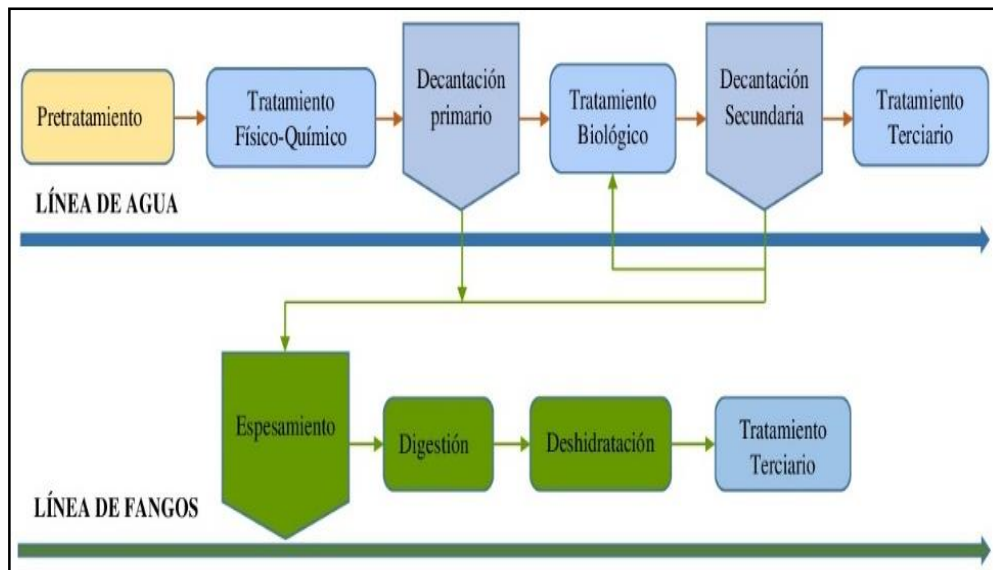 Pretratamiento
Tratamiento
Físico-Químico
Decantación
primario
Tratamiento
Biológico
Decantación
Secundaria
Tratamiento
Terciario
LÍNEA DE AGUA
Espesamiento
Digestión
Deshidratación
Tratamiento
Terciario
LÍNEA DE FANGOS